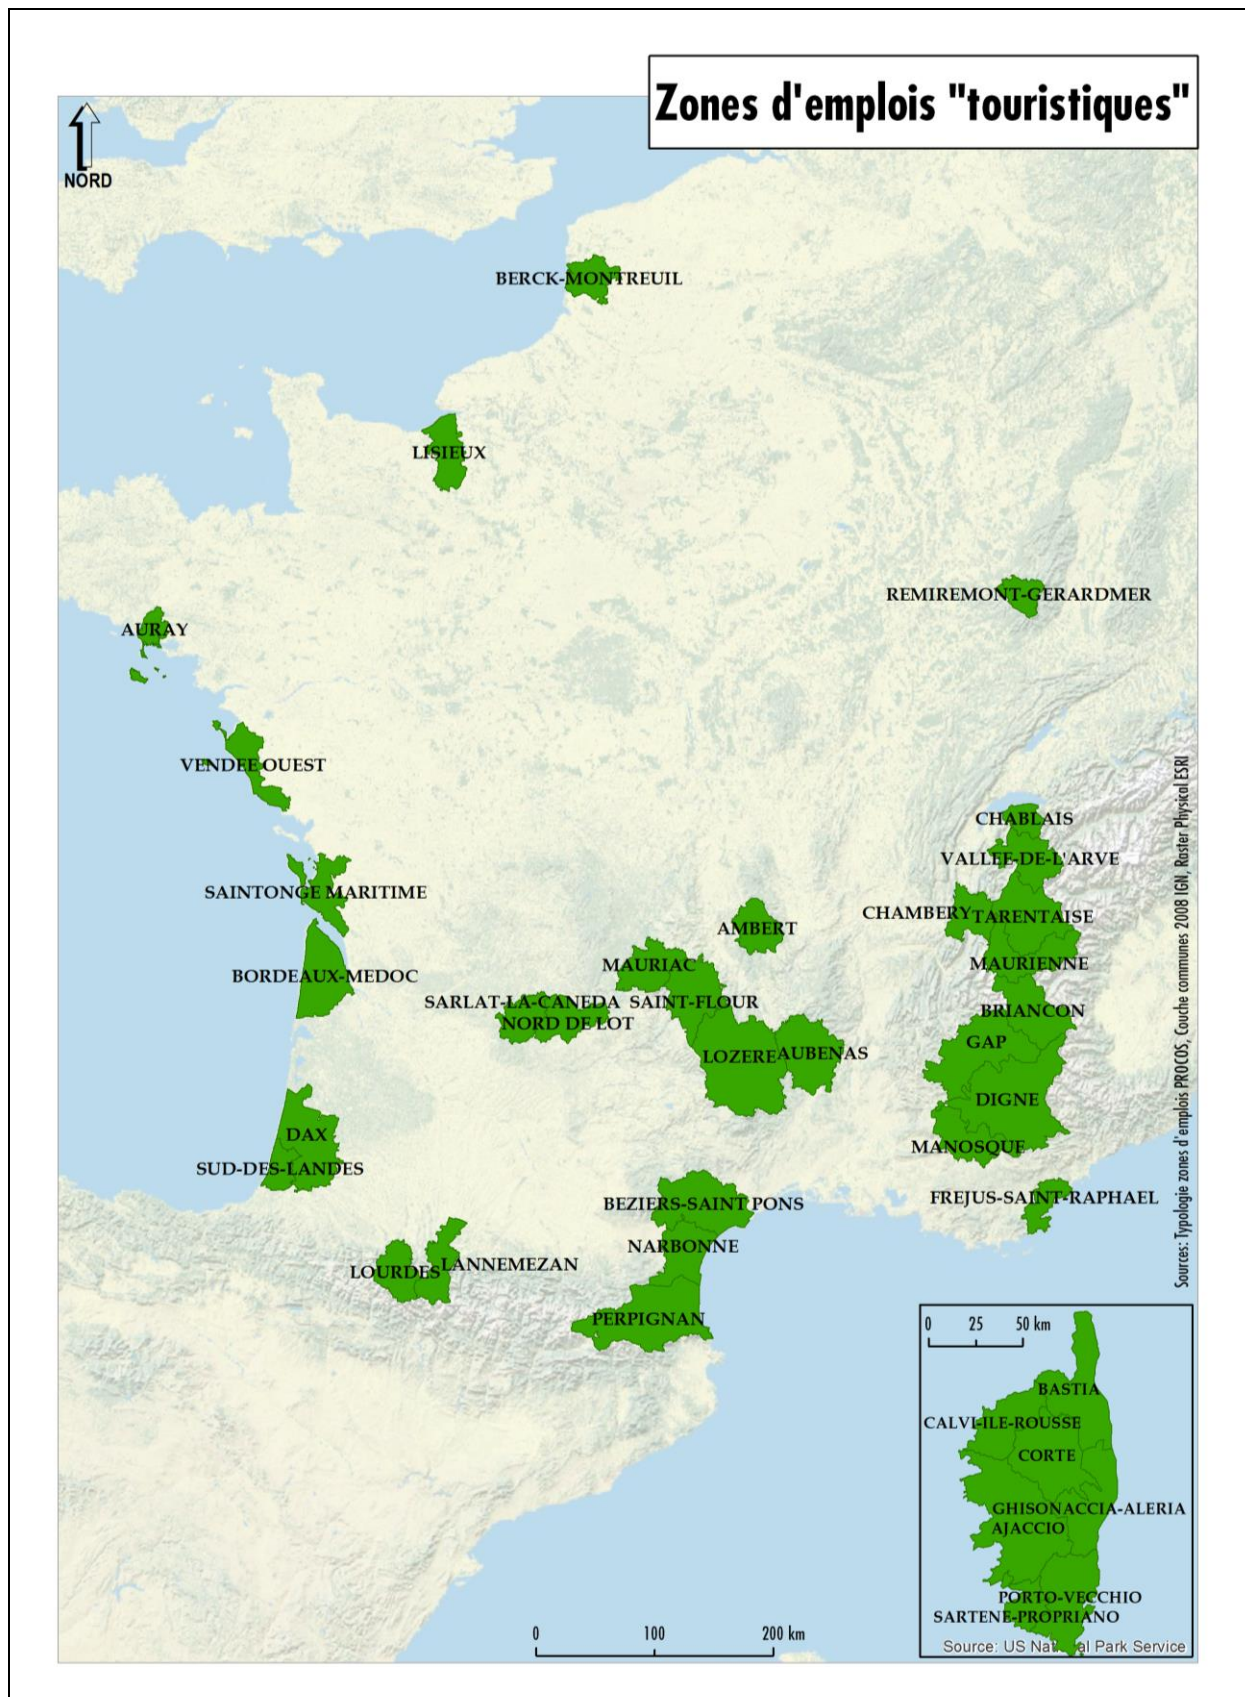 Zones d'emplois "touristiques"
NORD
BERCK-MONTREUIL
LISIEUX
REMIREMONT-GERARDMER
AURAY
VENDEE OUEST
CHABLAIS
VALLEE-DE-L'ARVE
SAINTONGE MARITIME
CHAMBERY
TARENTAISE
AMBERT
MAURIAC
MAURIENNE
BORDEAUX-MEDOC
SARLAT-LA-CANEDA
SAINT-FLOUR
BRIANCON
NORD DE LOT
GAP
LOZERE
AUBENAS
DIGNE
DAX
MANOSQUE
SUD-DES-LANDES
FREJUS-SAINT-RAPHAEL
BEZIERS-SAINT PONS
NARBONNE
LANNEMEZAN
LOURDES
PERPIGNAN
Sources: Typologie zones d'emplois PROCOS, Couche communes 2008 IGN, Raster Physical ESRI
0 25 50 km
BASTIA
CALVI-ILE-ROUSSE
CORTE
GHISONACCIA-ALERIA
AJACCIO
PORTO-VECCHIO
SARTENE-PROPRIANO
Source: US National Park Service
0 100 200 km